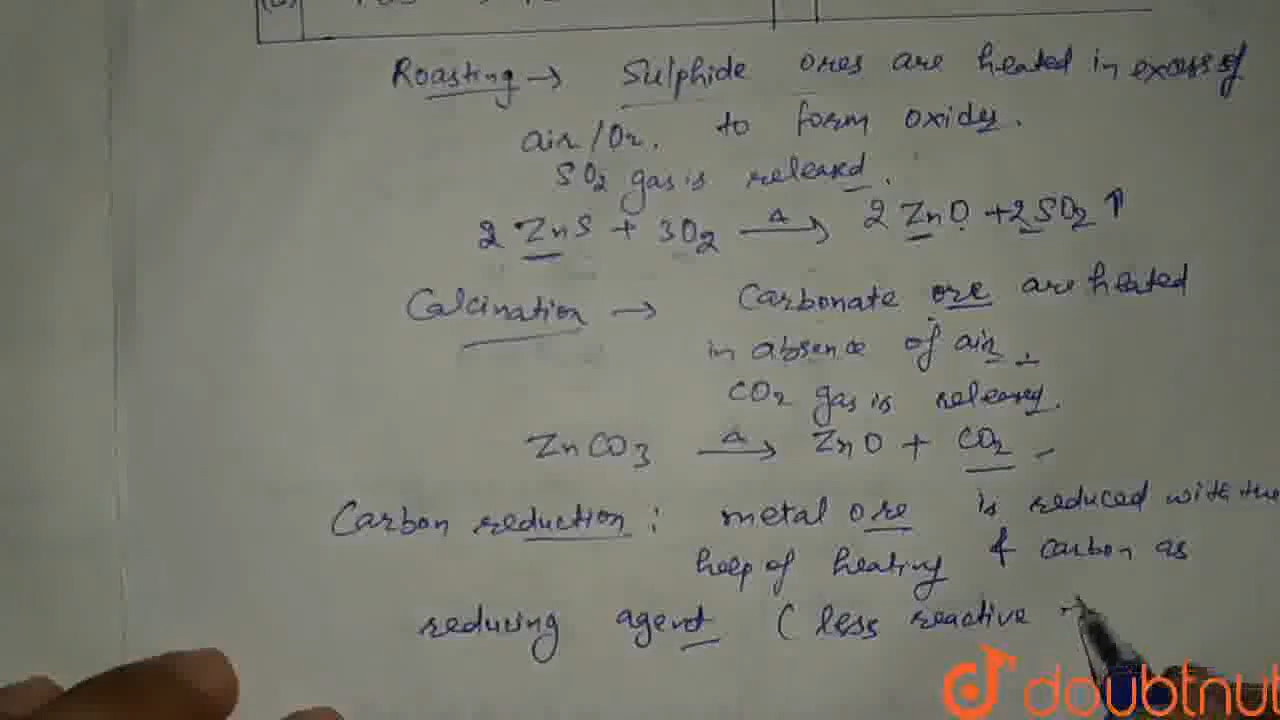 Roasting → Sulphide ores are heated in excess of
air/O2. to form oxides.
SO2 gas is released.
2 ZnS + 3O2 —Δ→ 2 ZnO + 2SO2 ↑
Calcination → Carbonate ore are heated
in absence of air.
CO2 gas is released.
ZnCO3 —Δ→ ZnO + CO2
Carbon reduction : metal ore is reduced with the
help of heating & carbon as
reducing agent ( less reactive
doubtnut